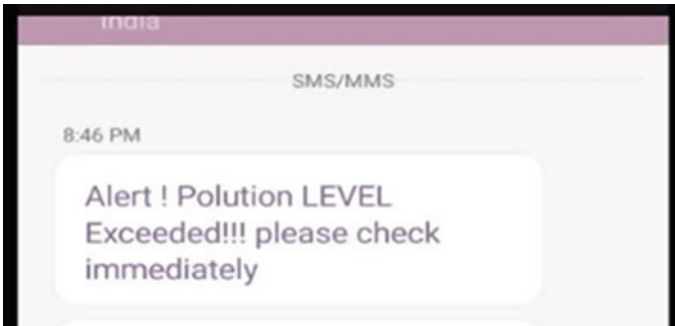 India
SMS/MMS
8:46 PM
Alert ! Polution LEVEL
Exceeded!!! please check
immediately